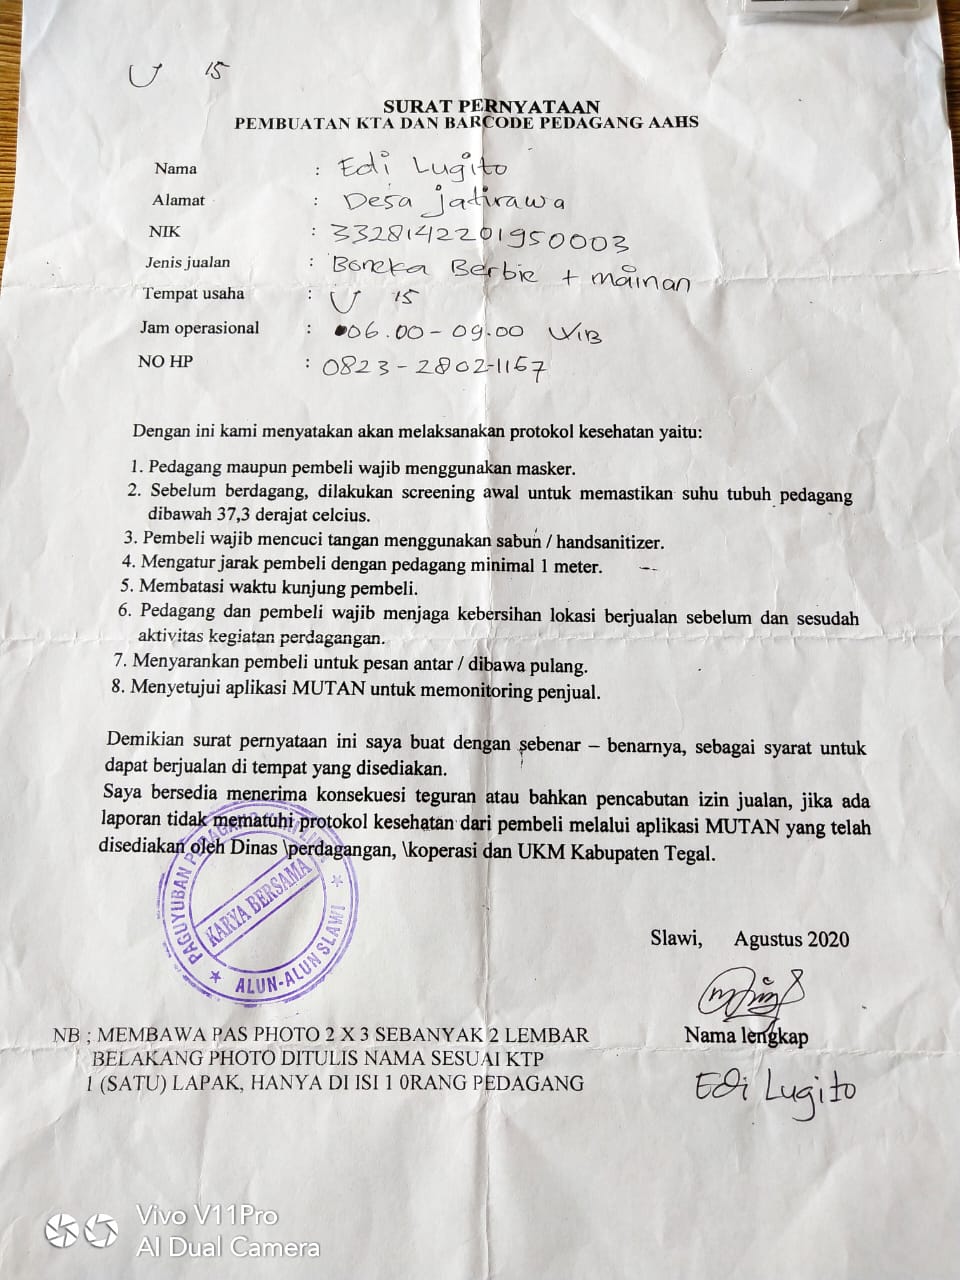 U 15
SURAT PERNYATAAN
PEMBUATAN KTA DAN BARCODE PEDAGANG AAHS
Nama : Edi Lugito
Alamat : Desa jatirawa
NIK : 3328142201950003
Jenis jualan : Boneka Berbie + mainan
Tempat usaha : U 15
Jam operasional : 06.00 - 09.00 WIB
NO HP : 0823-2802-1167
Dengan ini kami menyatakan akan melaksanakan protokol kesehatan yaitu:
1. Pedagang maupun pembeli wajib menggunakan masker.
2. Sebelum berdagang, dilakukan screening awal untuk memastikan suhu tubuh pedagang
dibawah 37,3 derajat celcius.
3. Pembeli wajib mencuci tangan menggunakan sabun / handsanitizer.
4. Mengatur jarak pembeli dengan pedagang minimal 1 meter.
5. Membatasi waktu kunjung pembeli.
6. Pedagang dan pembeli wajib menjaga kebersihan lokasi berjualan sebelum dan sesudah
aktivitas kegiatan perdagangan.
7. Menyarankan pembeli untuk pesan antar / dibawa pulang.
8. Menyetujui aplikasi MUTAN untuk memonitoring penjual.
Demikian surat pernyataan ini saya buat dengan sebenar – benarnya, sebagai syarat untuk
dapat berjualan di tempat yang disediakan.
Saya bersedia menerima konsekuesi teguran atau bahkan pencabutan izin jualan, jika ada
laporan tidak mematuhi protokol kesehatan dari pembeli melalui aplikasi MUTAN yang telah
disediakan oleh Dinas \perdagangan, \koperasi dan UKM Kabupaten Tegal.
PAGUYUBAN PEDAGANG
KARYA BERSAMA
ALUN-ALUN SLAWI
Slawi, Agustus 2020
Nama lengkap
Edi Lugito
NB ; MEMBAWA PAS PHOTO 2 X 3 SEBANYAK 2 LEMBAR
BELAKANG PHOTO DITULIS NAMA SESUAI KTP
1 (SATU) LAPAK, HANYA DI ISI 1 0RANG PEDAGANG
Vivo V11Pro
AI Dual Camera